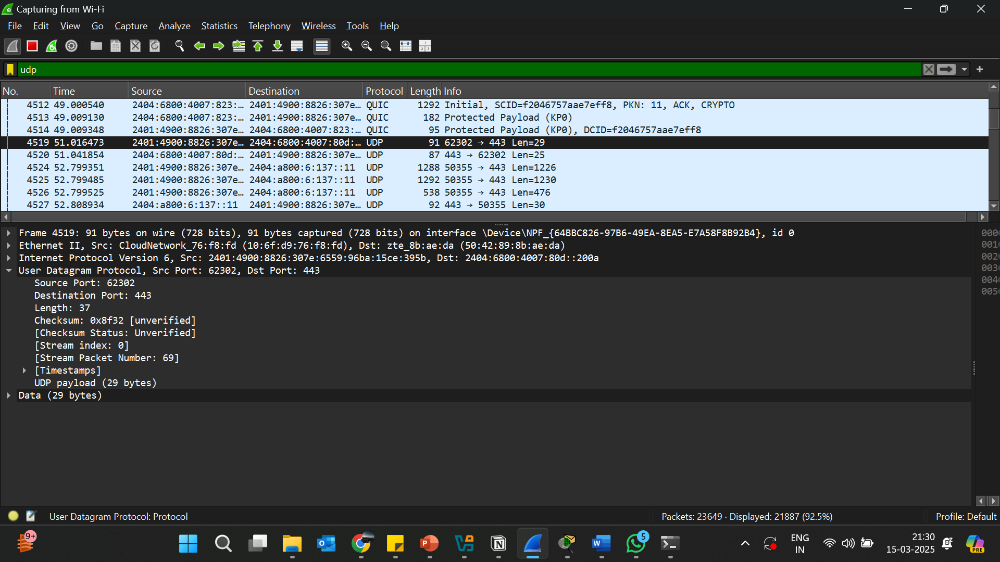 Capturing from Wi-Fi
File Edit View Go Capture Analyze Statistics Telephony Wireless Tools Help
udp
No. Time Source Destination Protocol Length Info
4512 49.000540 2404:6800:4007:823:… 2401:4900:8826:307e… QUIC 1292 Initial, SCID=f2046757aae7eff8, PKN: 11, ACK, CRYPTO
4513 49.009130 2404:6800:4007:823:… 2401:4900:8826:307e… QUIC 182 Protected Payload (KP0)
4514 49.009348 2401:4900:8826:307e… 2404:6800:4007:823:… QUIC 95 Protected Payload (KP0), DCID=f2046757aae7eff8
4519 51.016473 2401:4900:8826:307e… 2404:6800:4007:80d:… UDP 91 62302 → 443 Len=29
4520 51.041854 2404:6800:4007:80d:… 2401:4900:8826:307e… UDP 87 443 → 62302 Len=25
4524 52.799351 2401:4900:8826:307e… 2404:a800:6:137::11 UDP 1288 50355 → 443 Len=1226
4525 52.799485 2401:4900:8826:307e… 2404:a800:6:137::11 UDP 1292 50355 → 443 Len=1230
4526 52.799525 2401:4900:8826:307e… 2404:a800:6:137::11 UDP 538 50355 → 443 Len=476
4527 52.808934 2404:a800:6:137::11 2401:4900:8826:307e… UDP 92 443 → 50355 Len=30
Frame 4519: 91 bytes on wire (728 bits), 91 bytes captured (728 bits) on interface \Device\NPF_{64BBC826-97B6-49EA-8EA5-E7A58F8B92B4}, id 0
Ethernet II, Src: CloudNetwork_76:f8:fd (10:6f:d9:76:f8:fd), Dst: zte_8b:ae:da (50:42:89:8b:ae:da)
Internet Protocol Version 6, Src: 2401:4900:8826:307e:6559:96ba:15ce:395b, Dst: 2404:6800:4007:80d::200a
User Datagram Protocol, Src Port: 62302, Dst Port: 443
Source Port: 62302
Destination Port: 443
Length: 37
Checksum: 0x8f32 [unverified]
[Checksum Status: Unverified]
[Stream index: 0]
[Stream Packet Number: 69]
[Timestamps]
UDP payload (29 bytes)
Data (29 bytes)
User Datagram Protocol: Protocol
Packets: 23649 · Displayed: 21887 (92.5%)
Profile: Default
9+
5
ENG
IN
21:30
15-03-2025
PRE